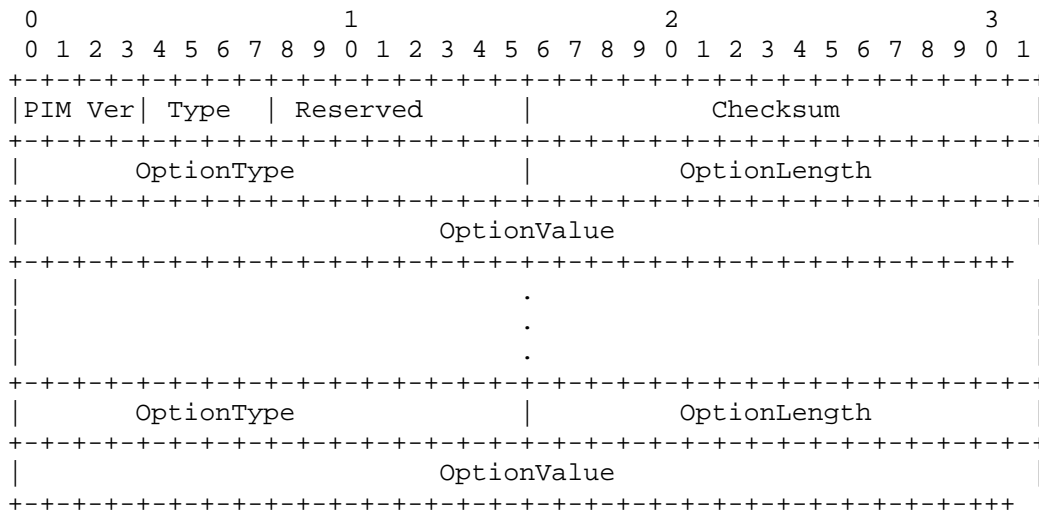 0                   1                   2                   3
 0 1 2 3 4 5 6 7 8 9 0 1 2 3 4 5 6 7 8 9 0 1 2 3 4 5 6 7 8 9 0 1
+-+-+-+-+-+-+-+-+-+-+-+-+-+-+-+-+-+-+-+-+-+-+-+-+-+-+-+-+-+-+-+-+
|PIM Ver| Type  | Reserved      |           Checksum            |
+-+-+-+-+-+-+-+-+-+-+-+-+-+-+-+-+-+-+-+-+-+-+-+-+-+-+-+-+-+-+-+-+
|       OptionType              |         OptionLength          |
+-+-+-+-+-+-+-+-+-+-+-+-+-+-+-+-+-+-+-+-+-+-+-+-+-+-+-+-+-+-+-+-+
|                          OptionValue                          |
+-+-+-+-+-+-+-+-+-+-+-+-+-+-+-+-+-+-+-+-+-+-+-+-+-+-+-+-+-+-+++
|                               .                               |
|                               .                               |
|                               .                               |
+-+-+-+-+-+-+-+-+-+-+-+-+-+-+-+-+-+-+-+-+-+-+-+-+-+-+-+-+-+-+-+-+
|       OptionType              |         OptionLength          |
+-+-+-+-+-+-+-+-+-+-+-+-+-+-+-+-+-+-+-+-+-+-+-+-+-+-+-+-+-+-+-+-+
|                          OptionValue                          |
+-+-+-+-+-+-+-+-+-+-+-+-+-+-+-+-+-+-+-+-+-+-+-+-+-+-+-+-+-+-+++